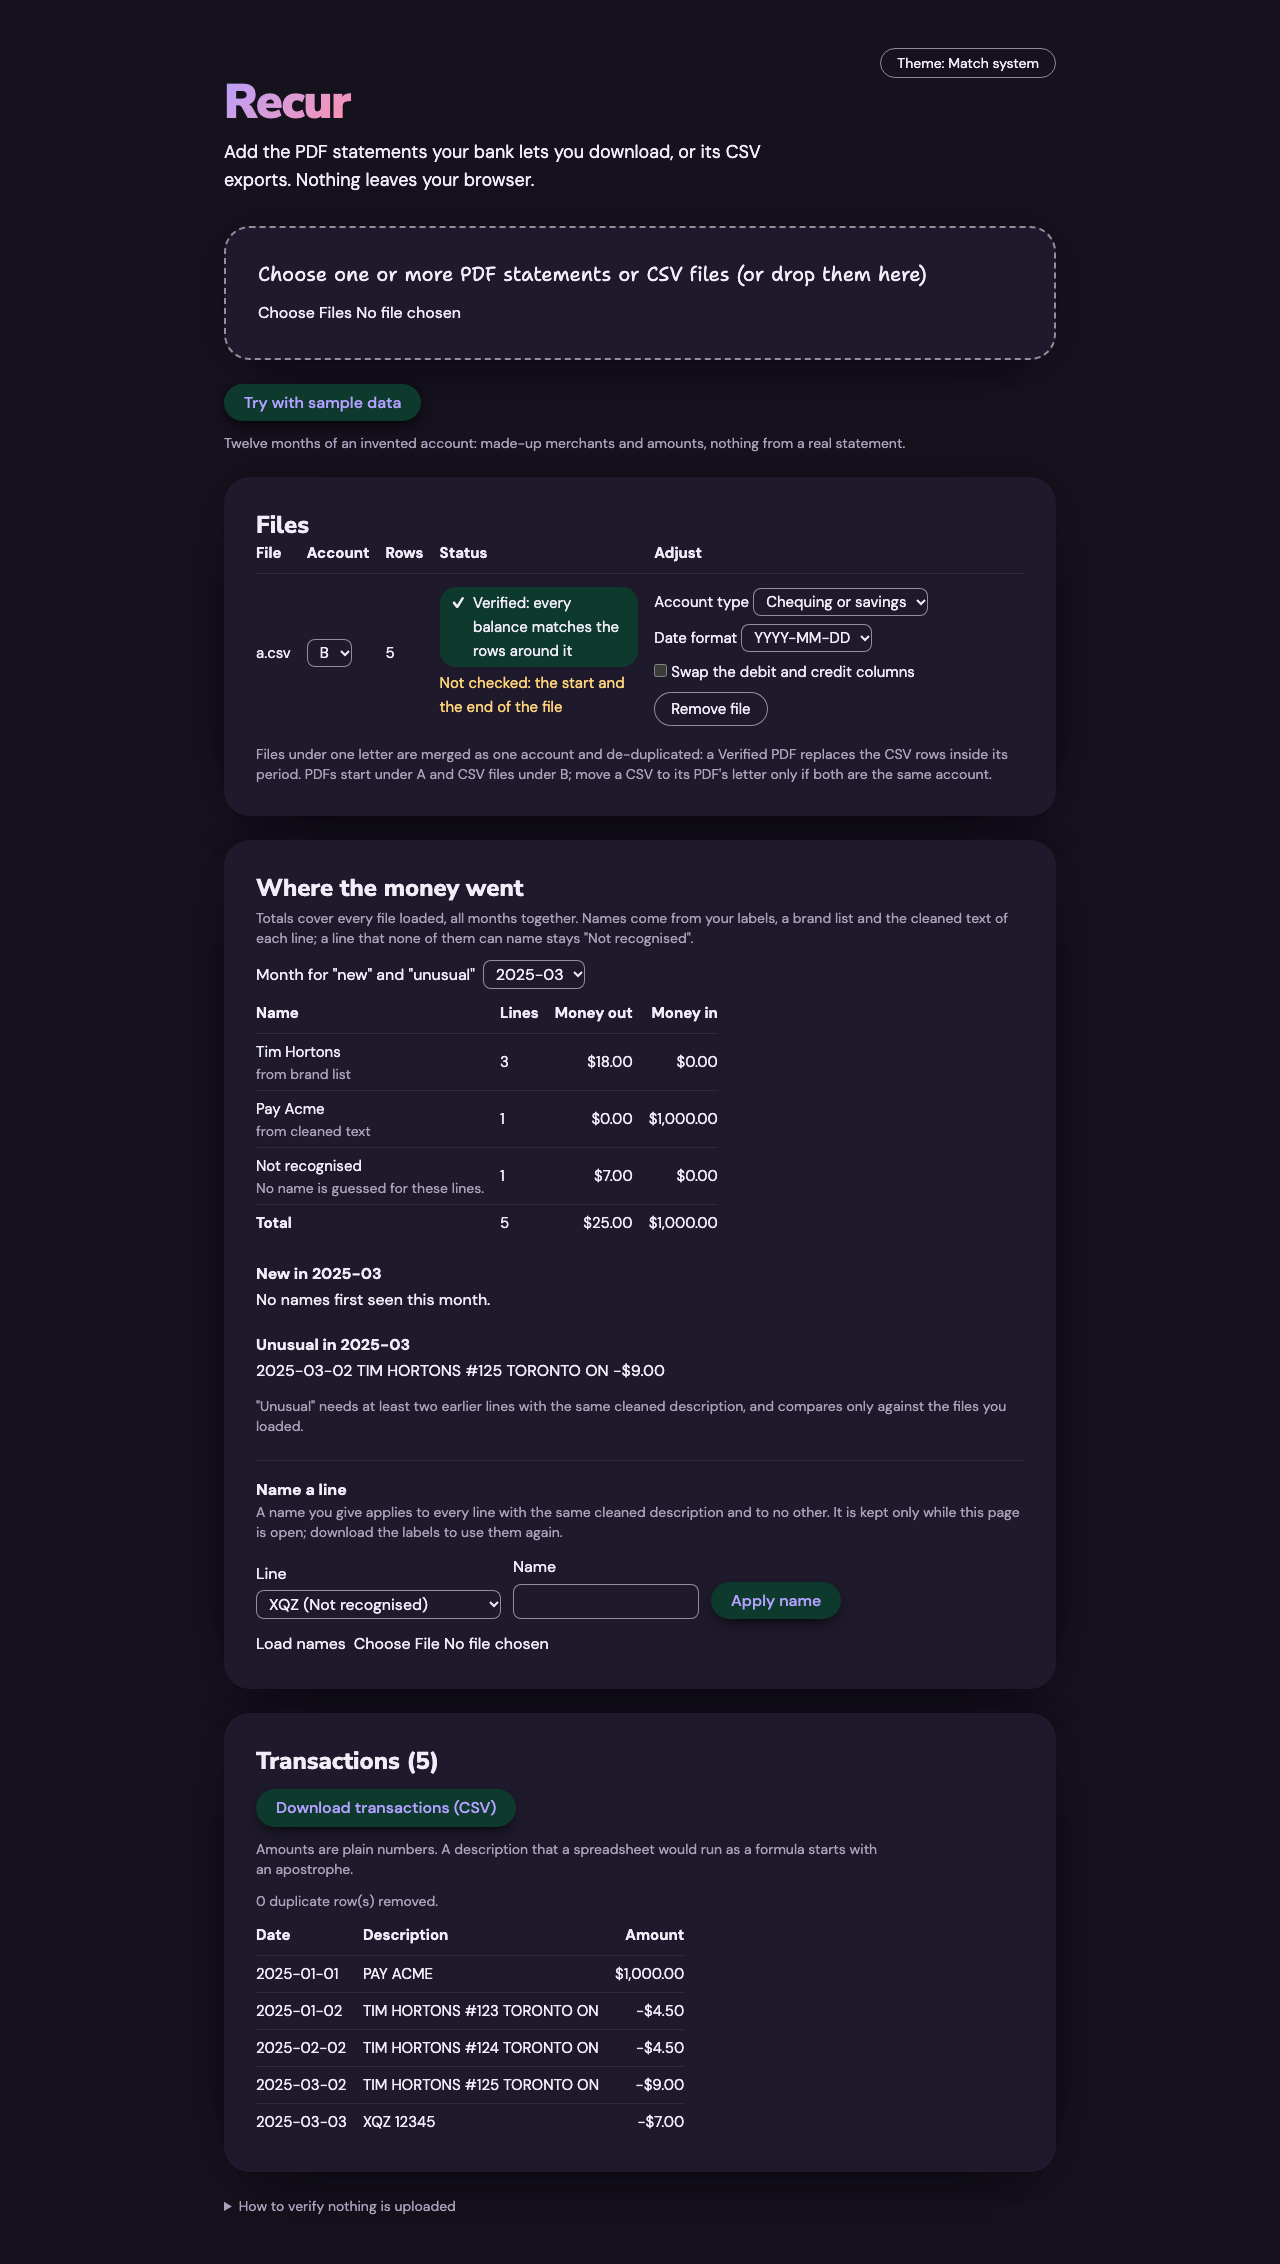 Theme: Match system
Recur
Add the PDF statements your bank lets you download, or its CSV
exports. Nothing leaves your browser.
Choose one or more PDF statements or CSV files (or drop them here)
Choose Files No file chosen
Try with sample data
Twelve months of an invented account: made-up merchants and amounts, nothing from a real statement.
Files
File Account Rows Status Adjust
a.csv B 5
✓ Verified: every
balance matches the
rows around it
Not checked: the start and
the end of the file
Account type Chequing or savings
Date format YYYY-MM-DD
Swap the debit and credit columns
Remove file
Files under one letter are merged as one account and de-duplicated: a Verified PDF replaces the CSV rows inside its
period. PDFs start under A and CSV files under B; move a CSV to its PDF's letter only if both are the same account.
Where the money went
Totals cover every file loaded, all months together. Names come from your labels, a brand list and the cleaned text of
each line; a line that none of them can name stays "Not recognised".
Month for "new" and "unusual" 2025-03
Name Lines Money out Money in
Tim Hortons 3 $18.00 $0.00
from brand list
Pay Acme 1 $0.00 $1,000.00
from cleaned text
Not recognised 1 $7.00 $0.00
No name is guessed for these lines.
Total 5 $25.00 $1,000.00
New in 2025-03
No names first seen this month.
Unusual in 2025-03
2025-03-02 TIM HORTONS #125 TORONTO ON -$9.00
"Unusual" needs at least two earlier lines with the same cleaned description, and compares only against the files you
loaded.
Name a line
A name you give applies to every line with the same cleaned description and to no other. It is kept only while this page
is open; download the labels to use them again.
Line
XQZ (Not recognised)
Name
Apply name
Load names Choose File No file chosen
Transactions (5)
Download transactions (CSV)
Amounts are plain numbers. A description that a spreadsheet would run as a formula starts with
an apostrophe.
0 duplicate row(s) removed.
Date Description Amount
2025-01-01 PAY ACME $1,000.00
2025-01-02 TIM HORTONS #123 TORONTO ON -$4.50
2025-02-02 TIM HORTONS #124 TORONTO ON -$4.50
2025-03-02 TIM HORTONS #125 TORONTO ON -$9.00
2025-03-03 XQZ 12345 -$7.00
How to verify nothing is uploaded